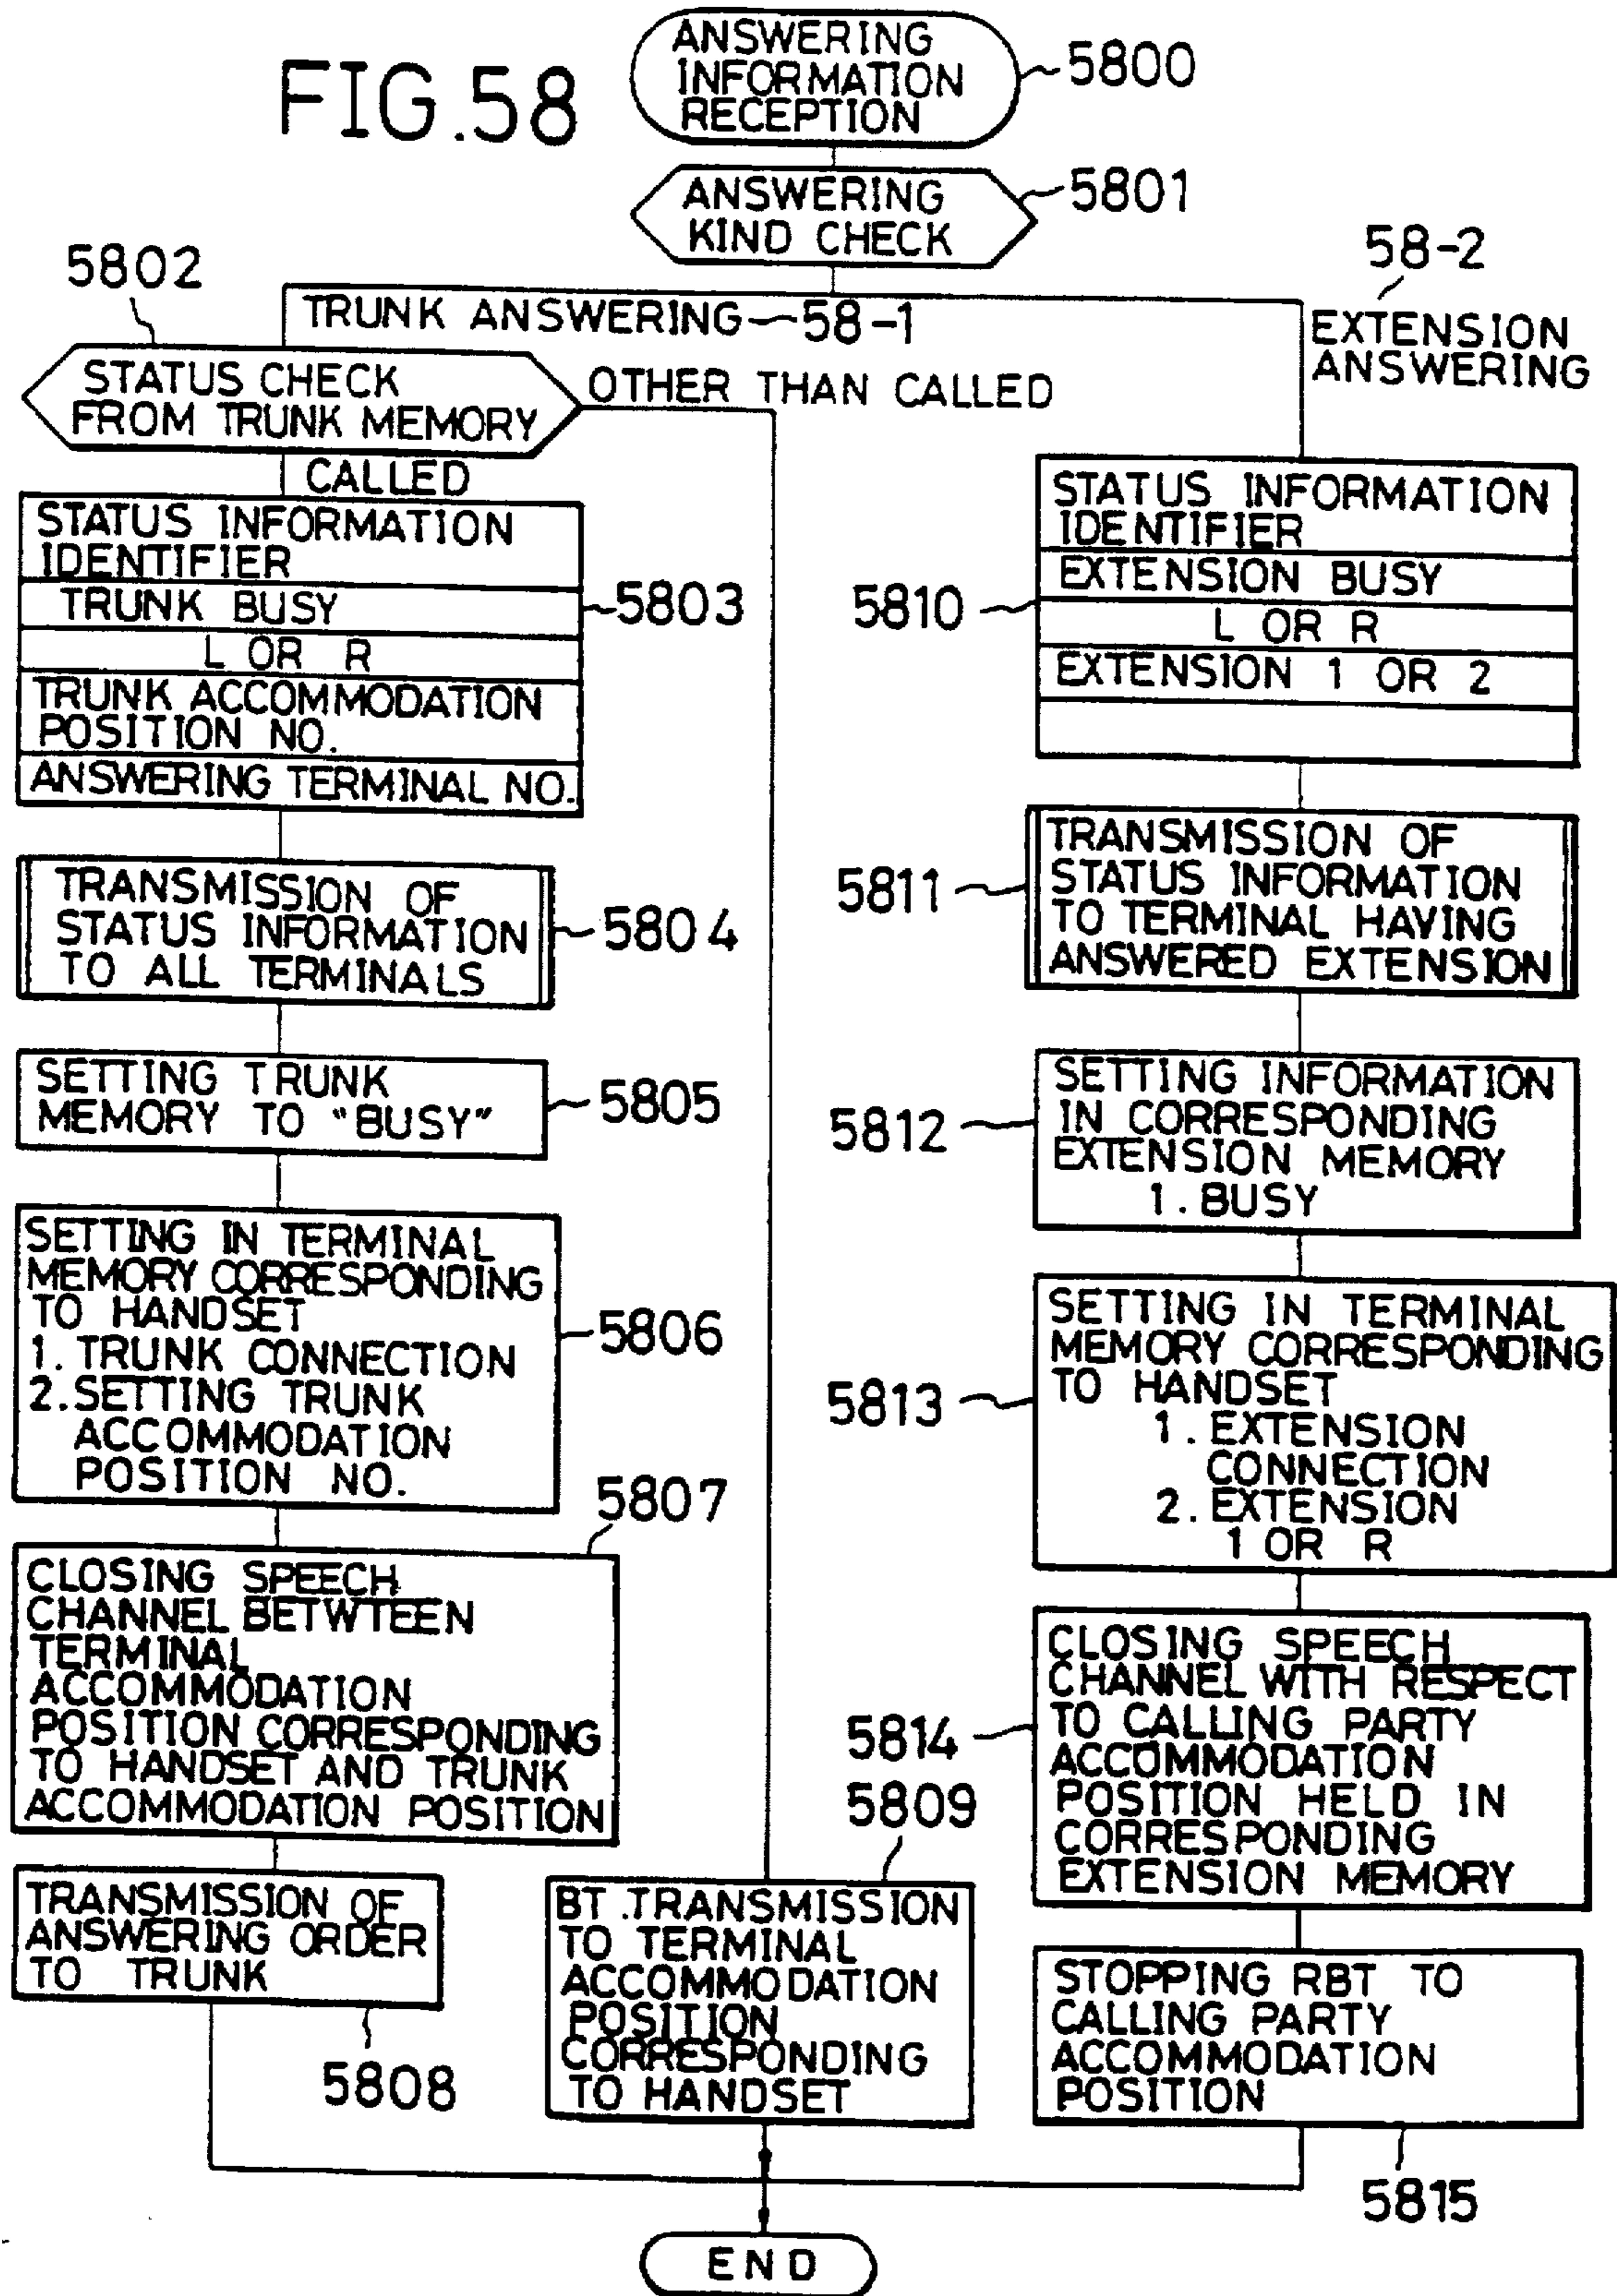 FIG.58
ANSWERING
INFORMATION
RECEPTION
5800
ANSWERING
KIND CHECK
5801
5802
TRUNK ANSWERING
58-1
58-2
EXTENSION
ANSWERING
STATUS CHECK
FROM TRUNK MEMORY
OTHER THAN CALLED
CALLED
STATUS INFORMATION
IDENTIFIER
TRUNK BUSY
L OR R
TRUNK ACCOMMODATION
POSITION NO.
ANSWERING TERMINAL NO.
5803
TRANSMISSION OF
STATUS INFORMATION
TO ALL TERMINALS
5804
SETTING TRUNK
MEMORY TO "BUSY"
5805
SETTING IN TERMINAL
MEMORY CORRESPONDING
TO HANDSET
1. TRUNK CONNECTION
2. SETTING TRUNK
ACCOMMODATION
POSITION NO.
5806
5807
CLOSING SPEECH
CHANNEL BETWTEEN
TERMINAL
ACCOMMODATION
POSITION CORRESPONDING
TO HANDSET AND TRUNK
ACCOMMODATION POSITION
TRANSMISSION OF
ANSWERING ORDER
TO TRUNK
5808
5809
BT .TRANSMISSION
TO TERMINAL
ACCOMMODATION
POSITION
CORRESPONDING
TO HANDSET
STATUS INFORMATION
IDENTIFIER
EXTENSION BUSY
L OR R
EXTENSION 1 OR 2
5810
TRANSMISSION OF
STATUS INFORMATION
TO TERMINAL HAVING
ANSWERED EXTENSION
5811
SETTING INFORMATION
IN CORRESPONDING
EXTENSION MEMORY
1. BUSY
5812
SETTING IN TERMINAL
MEMORY CORRESPONDING
TO HANDSET
1. EXTENSION
CONNECTION
2. EXTENSION
1 OR R
5813
CLOSING SPEECH
CHANNEL WITH RESPECT
TO CALLING PARTY
ACCOMMODATION
POSITION HELD IN
CORRESPONDING
EXTENSION MEMORY
5814
STOPPING RBT TO
CALLING PARTY
ACCOMMODATION
POSITION
5815
END